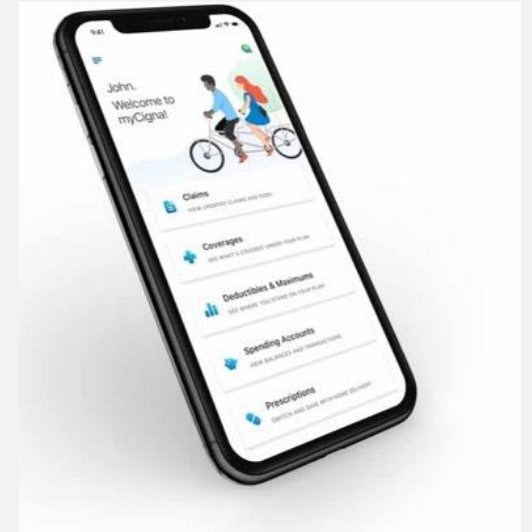 9:41
John.
Welcome to
myCigna!
Claims
VIEW UPDATED CLAIMS AND EOBS
Coverages
SEE WHAT'S COVERED UNDER YOUR PLAN
Deductibles & Maximums
SEE WHERE YOU STAND ON YOUR PLAN
Spending Accounts
VIEW BALANCES AND TRANSACTIONS
Prescriptions
SWITCH AND SAVE WITH HOME DELIVERY